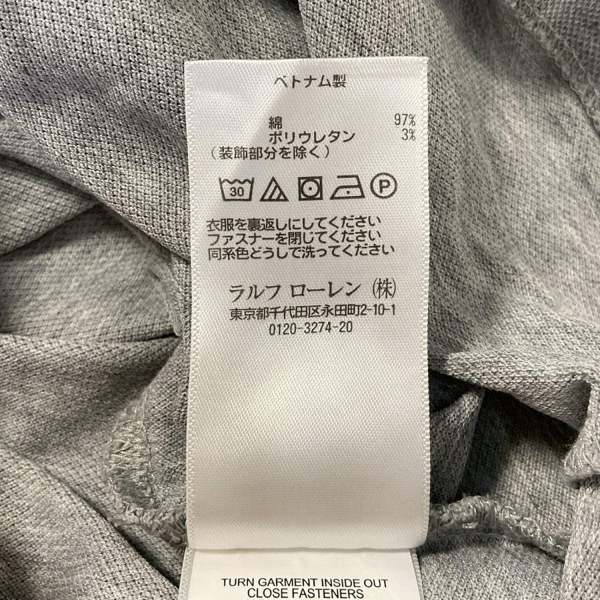 ベトナム製
綿 97%
ポリウレタン 3%
(装飾部分を除く)
30 P
衣服を裏返しにしてください
ファスナーを閉じてください
同系色どうしで洗ってください
ラルフ ローレン (株)
東京都千代田区永田町2-10-1
0120-3274-20
TURN GARMENT INSIDE OUT
CLOSE FASTENERS